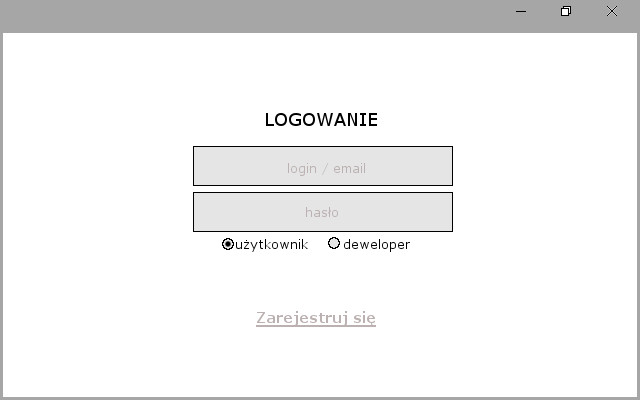 LOGOWANIE
login / email
hasło
użytkownik deweloper
Zarejestruj się